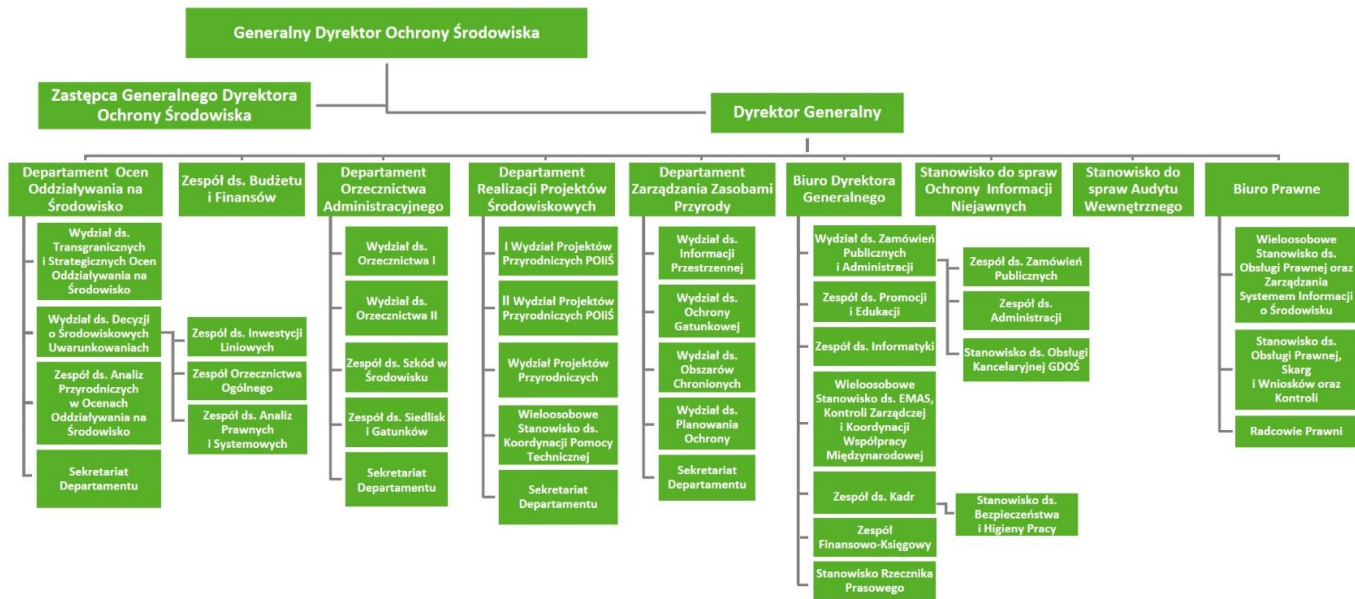 Generalny Dyrektor Ochrony Środowiska
Zastępca Generalnego Dyrektora
Ochrony Środowiska
Dyrektor Generalny
Departament Ocen
Oddziaływania na
Środowisko
Zespół ds. Budżetu
i Finansów
Departament
Orzecznictwa
Administracyjnego
Departament
Realizacji Projektów
Środowiskowych
Departament
Zarządzania Zasobami
Przyrody
Biuro Dyrektora
Generalnego
Stanowisko do spraw
Ochrony Informacji
Niejawnych
Stanowisko do
spraw Audytu
Wewnętrznego
Biuro Prawne
Wydział ds.
Transgranicznych
i Strategicznych Ocen
Oddziaływania na
Środowisko
Wydział ds. Decyzji
o Środowiskowych
Uwarunkowaniach
Zespół ds. Inwestycji
Liniowych
Zespół Orzecznictwa
Ogólnego
Zespół ds. Analiz
Prawnych
i Systemowych
Zespół ds. Analiz
Przyrodniczych
w Ocenach
Oddziaływania na
Środowisko
Sekretariat
Departamentu
Wydział ds.
Orzecznictwa I
Wydział ds.
Orzecznictwa II
Zespół ds. Szkód w
Środowisku
Zespół ds. Siedlisk
i Gatunków
Sekretariat
Departamentu
I Wydział Projektów
Przyrodniczych POIiŚ
II Wydział Projektów
Przyrodniczych POIiŚ
Wydział Projektów
Przyrodniczych
Wieloosobowe
Stanowisko ds.
Koordynacji Pomocy
Technicznej
Sekretariat
Departamentu
Wydział ds.
Informacji
Przestrzennej
Wydział ds.
Ochrony
Gatunkowej
Wydział ds.
Obszarów
Chronionych
Wydział ds.
Planowania
Ochrony
Sekretariat
Departamentu
Wydział ds. Zamówień
Publicznych
i Administracji
Zespół ds. Zamówień
Publicznych
Zespół ds.
Administracji
Stanowisko ds. Obsługi
Kancelaryjnej GDOŚ
Zespół ds. Promocji
i Edukacji
Zespół ds. Informatyki
Wieloosobowe
Stanowisko ds. EMAS,
Kontroli Zarządczej
i Koordynacji
Współpracy
Międzynarodowej
Zespół ds. Kadr
Stanowisko ds.
Bezpieczeństwa
i Higieny Pracy
Zespół
Finansowo-Księgowy
Stanowisko Rzecznika
Prasowego
Wieloosobowe
Stanowisko ds.
Obsługi Prawnej oraz
Zarządzania
Systemem Informacji
o Środowisku
Stanowisko ds.
Obsługi Prawnej,
Skarg
i Wniosków oraz
Kontroli
Radcowie Prawni